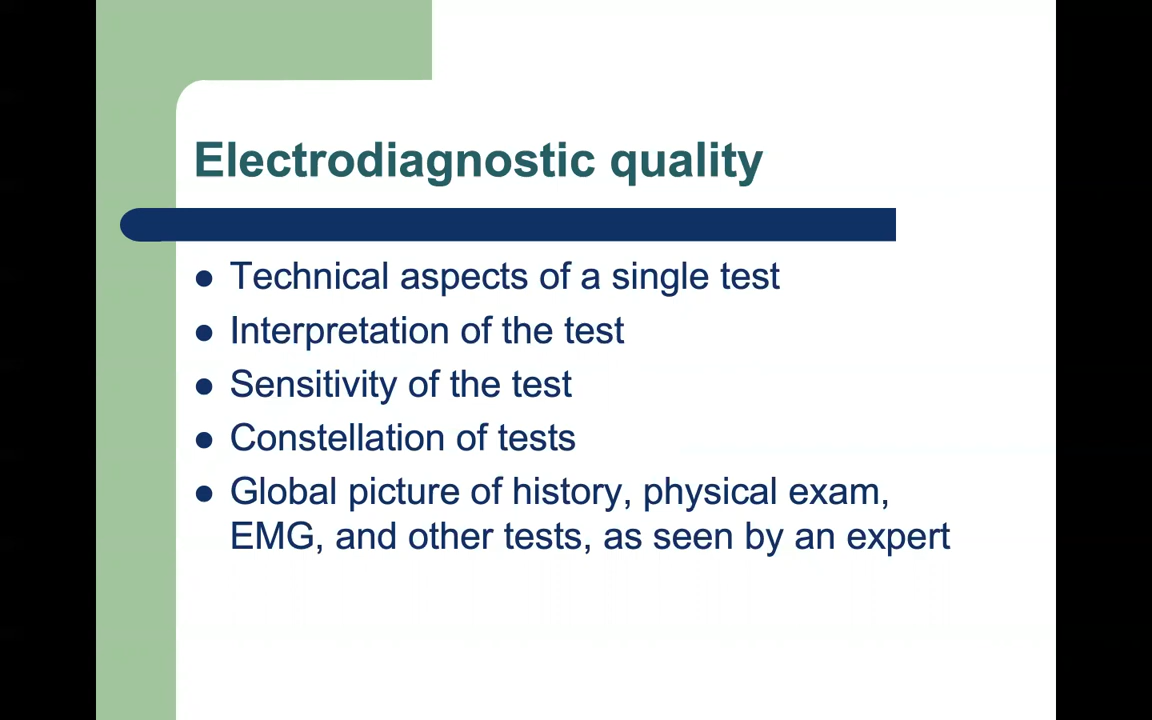 Electrodiagnostic quality
● Technical aspects of a single test
● Interpretation of the test
● Sensitivity of the test
● Constellation of tests
● Global picture of history, physical exam,
EMG, and other tests, as seen by an expert